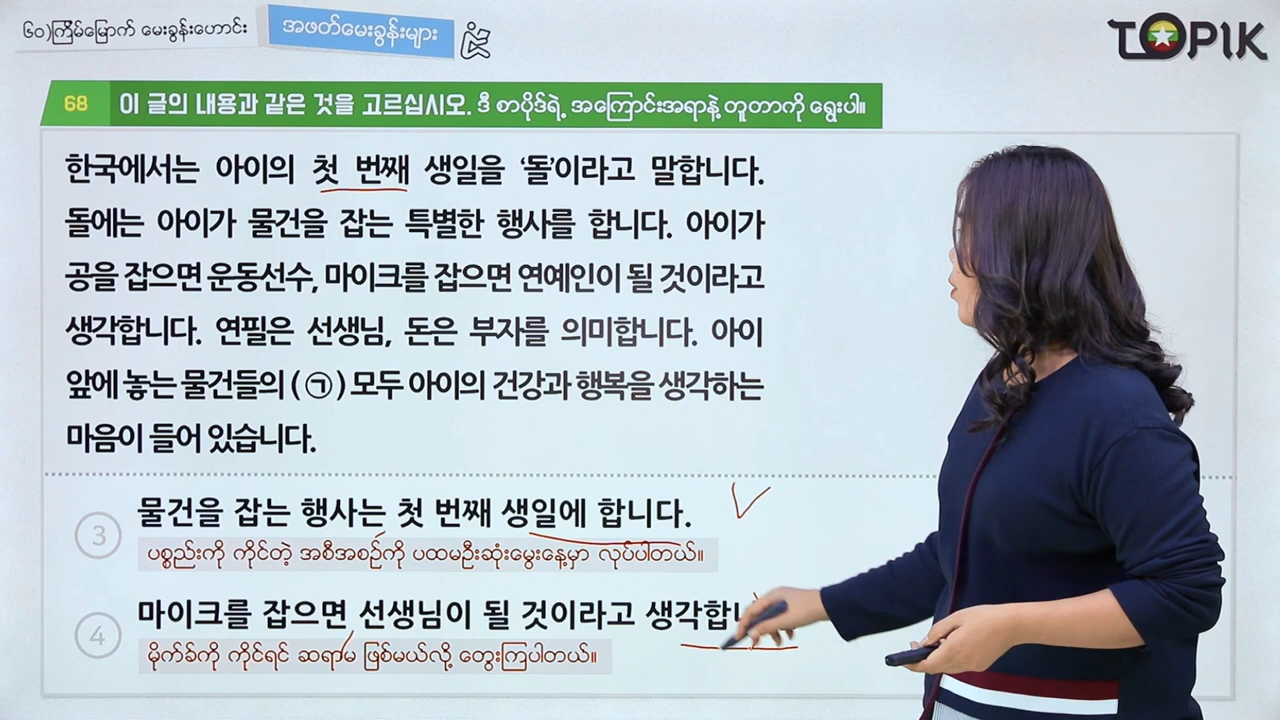 ၆၀)ကြိမ်မြောက် မေးခွန်းဟောင်း
အဖတ်မေးခွန်းများ
TOPIK
68 이 글의 내용과 같은 것을 고르십시오. ဒီ စာပိုဒ်ရဲ့ အကြောင်းအရာနဲ့ တူတာကို ရွေးပါ။
한국에서는 아이의 첫 번째 생일을 ‘돌’이라고 말합니다.
돌에는 아이가 물건을 잡는 특별한 행사를 합니다. 아이가
공을 잡으면 운동선수, 마이크를 잡으면 연예인이 될 것이라고
생각합니다. 연필은 선생님, 돈은 부자를 의미합니다. 아이
앞에 놓는 물건들의 ( ㉠ ) 모두 아이의 건강과 행복을 생각하는
마음이 들어 있습니다.
③ 물건을 잡는 행사는 첫 번째 생일에 합니다.
ပစ္စည်းကို ကိုင်တဲ့ အစီအစဉ်ကို ပထမဦးဆုံးမွေးနေ့မှာ လုပ်ပါတယ်။
④ 마이크를 잡으면 선생님이 될 것이라고
မိုက်ခ်ကို ကိုင်ရင် ဆရာမ ဖြစ်မယ်လို့ တွေးကြပါတယ်။